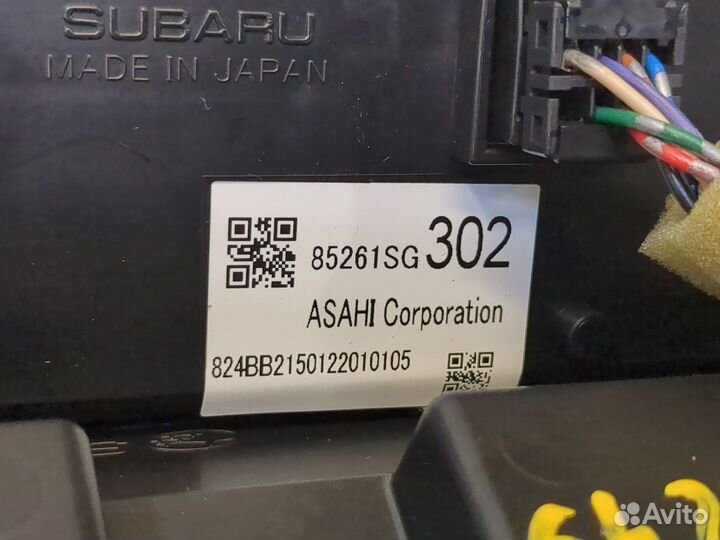 SUBARU
MADE IN JAPAN
85261SG 302
ASAHI Corporation
824BB2150122010105
Avito